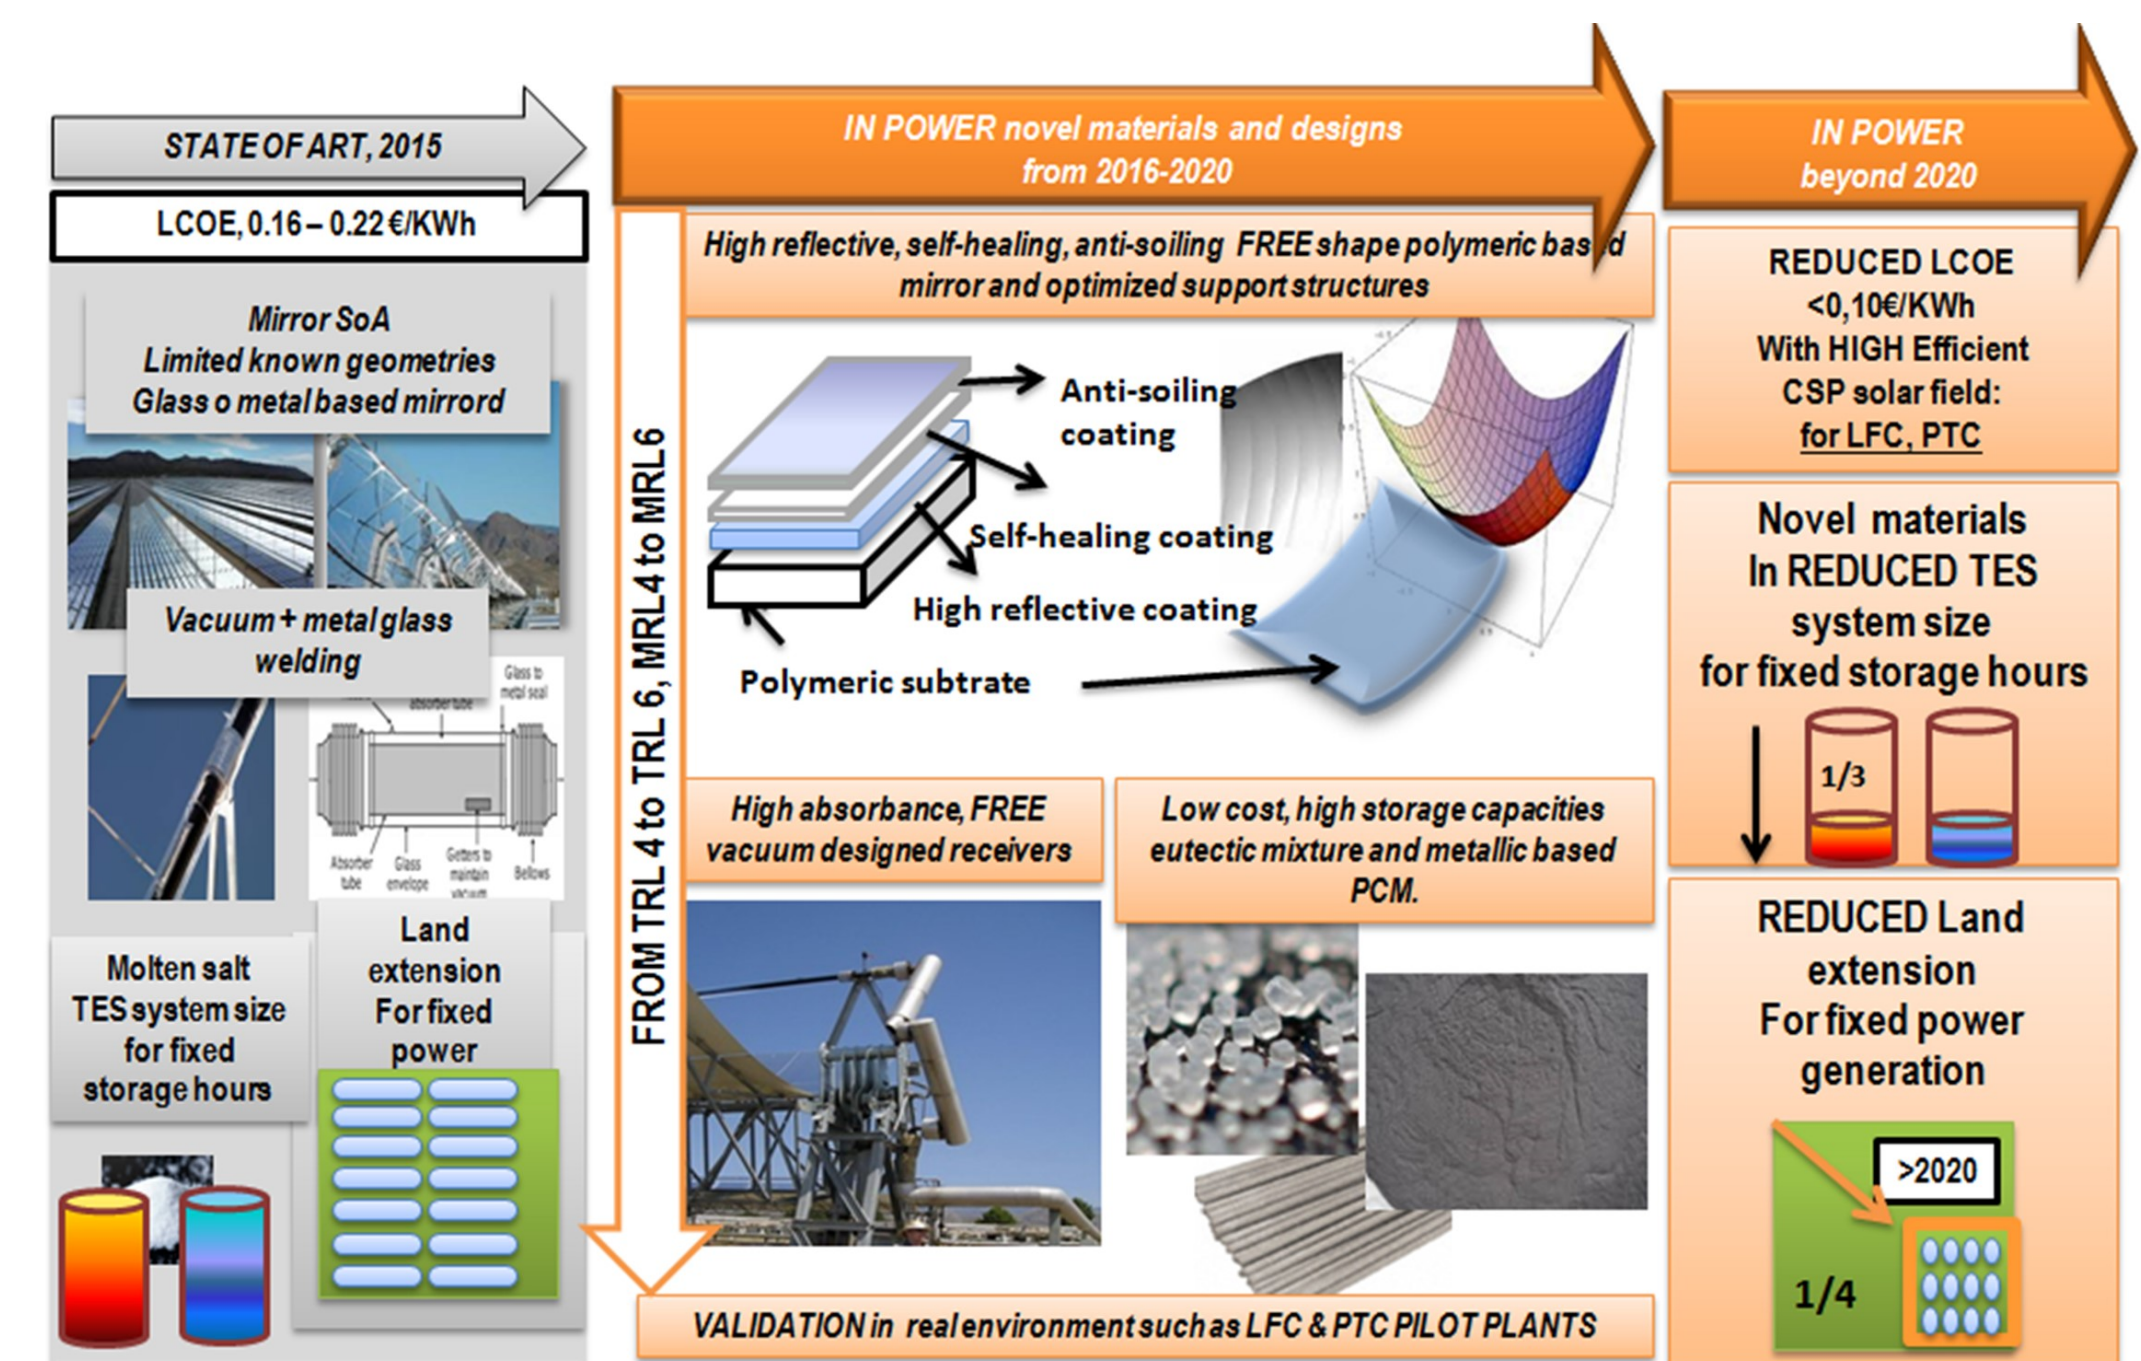 STATE OF ART, 2015
LCOE, 0.16 – 0.22 €/KWh
Mirror SoA
Limited known geometries
Glass o metal based mirrord
Vacuum + metal glass
welding
Glass to
metal seal
absorber tube
Absorber
tube
Glass
envelope
Getters to
maintain
vacuum
Bellows
Molten salt
TES system size
for fixed
storage hours
Land
extension
For fixed
power
IN POWER novel materials and designs
from 2016-2020
FROM TRL 4 to TRL 6, MRL4 to MRL6
High reflective, self-healing, anti-soiling FREE shape polymeric based
mirror and optimized support structures
Anti-soiling
coating
Self-healing coating
High reflective coating
Polymeric subtrate
High absorbance, FREE
vacuum designed receivers
Low cost, high storage capacities
eutectic mixture and metallic based
PCM.
VALIDATION in real environment such as LFC & PTC PILOT PLANTS
IN POWER
beyond 2020
REDUCED LCOE
<0,10€/KWh
With HIGH Efficient
CSP solar field:
for LFC, PTC
Novel materials
In REDUCED TES
system size
for fixed storage hours
1/3
REDUCED Land
extension
For fixed power
generation
>2020
1/4